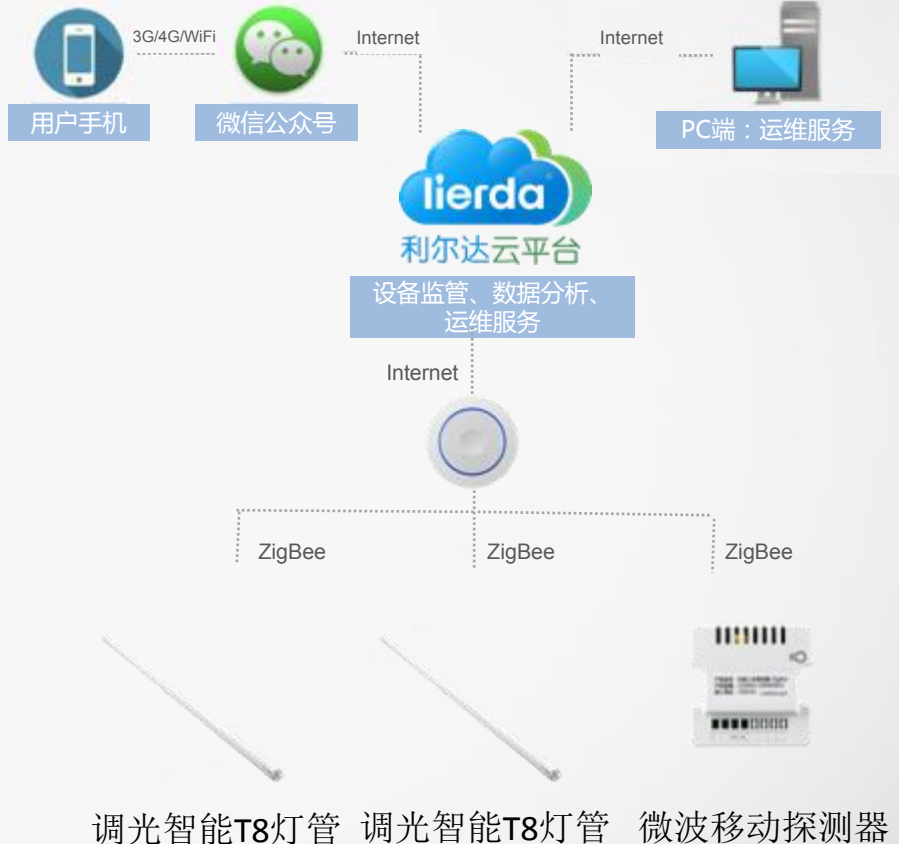 3G/4G/WiFi
Internet
Internet
用户手机
微信公众号
PC端：运维服务
lierda
利尔达云平台
设备监管、数据分析、
运维服务
Internet
ZigBee
ZigBee
ZigBee
调光智能T8灯管
调光智能T8灯管
微波移动探测器